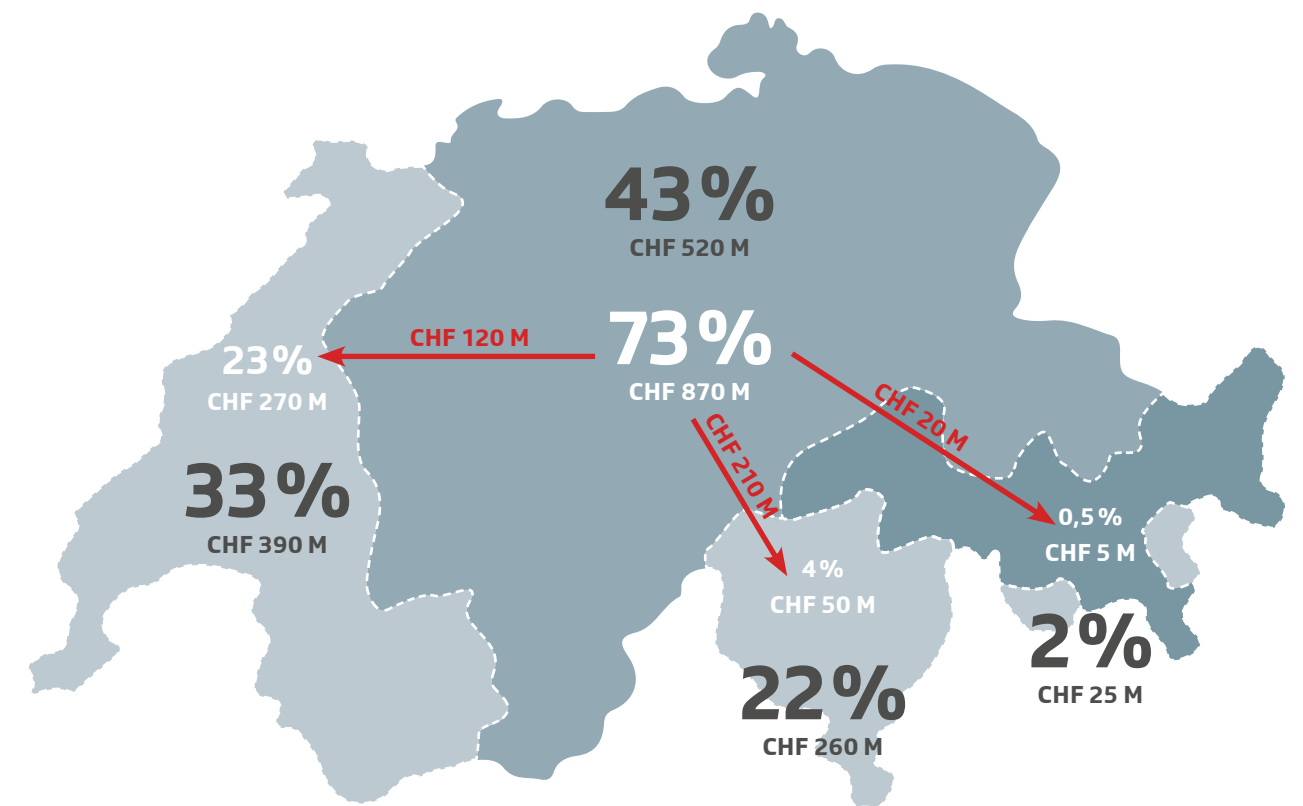 43%
CHF 520 M
73%
CHF 870 M
CHF 120 M
CHF 210 M
CHF 20 M
23%
CHF 270 M
33%
CHF 390 M
4%
CHF 50 M
22%
CHF 260 M
0,5%
CHF 5 M
2%
CHF 25 M